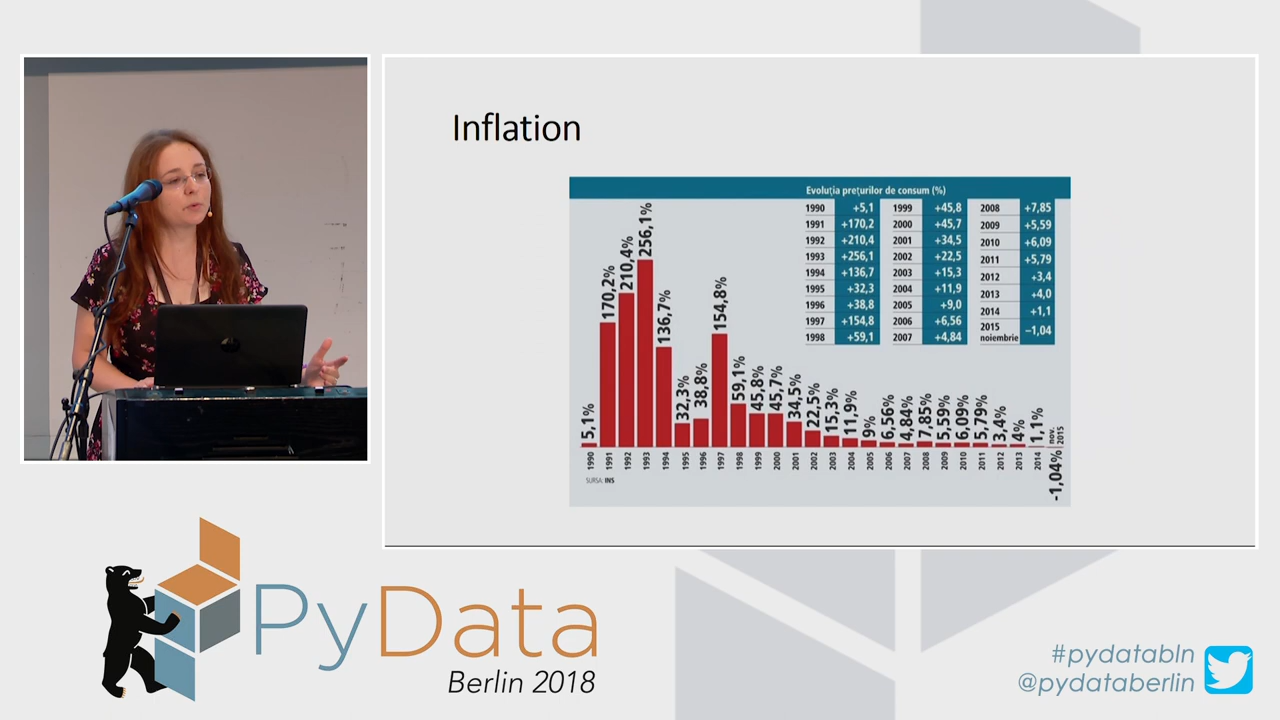 Inflation
Evoluția prețurilor de consum (%)
1990 +5,1 1999 +45,8 2008 +7,85
1991 +170,2 2000 +45,7 2009 +5,59
1992 +210,4 2001 +34,5 2010 +6,09
1993 +256,1 2002 +22,5 2011 +5,79
1994 +136,7 2003 +15,3 2012 +3,4
1995 +32,3 2004 +11,9 2013 +4,0
1996 +38,8 2005 +9,0 2014 +1,1
1997 +154,8 2006 +6,56 2015 noiembrie –1,04
1998 +59,1 2007 +4,84
5,1% 170,2% 210,4% 256,1% 136,7% 32,3% 38,8% 154,8% 59,1% 45,8% 45,7% 34,5% 22,5% 15,3% 11,9% 9% 6,56% 4,84% 7,85% 5,59% 6,09% 5,79% 3,4% 4% 1,1% -1,04%
1990 1991 1992 1993 1994 1995 1996 1997 1998 1999 2000 2001 2002 2003 2004 2005 2006 2007 2008 2009 2010 2011 2012 2013 2014 nov. 2015
SURSA: INS
PyData
Berlin 2018
#pydatabln
@pydataberlin